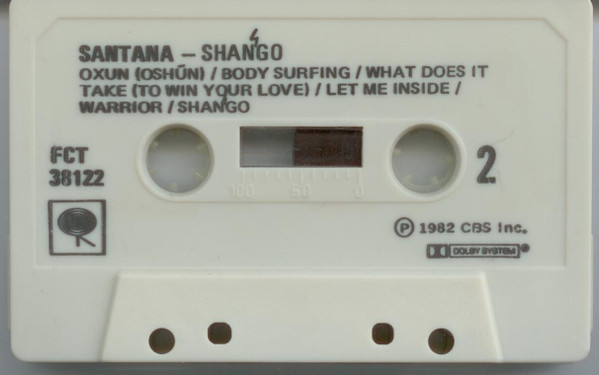 SANTANA – SHANGO
OXUN (OSHŪN) / BODY SURFING / WHAT DOES IT
TAKE (TO WIN YOUR LOVE) / LET ME INSIDE /
WARRIOR / SHANGO
FCT
38122
2.
100 50 0
Ⓟ 1982 CBS Inc.
DOLBY SYSTEM®